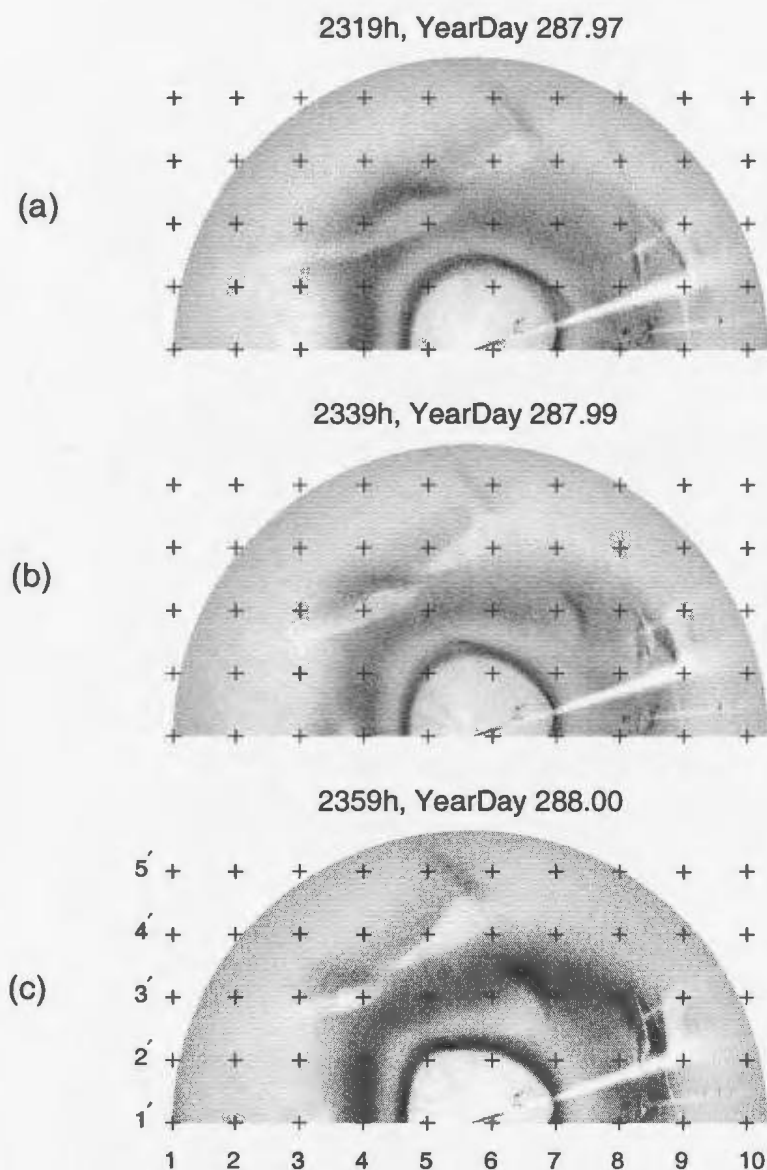 2319h, YearDay 287.97
(a)
2339h, YearDay 287.99
(b)
2359h, YearDay 288.00
5′
4′
(c)
3′
2′
1′
1 2 3 4 5 6 7 8 9 10